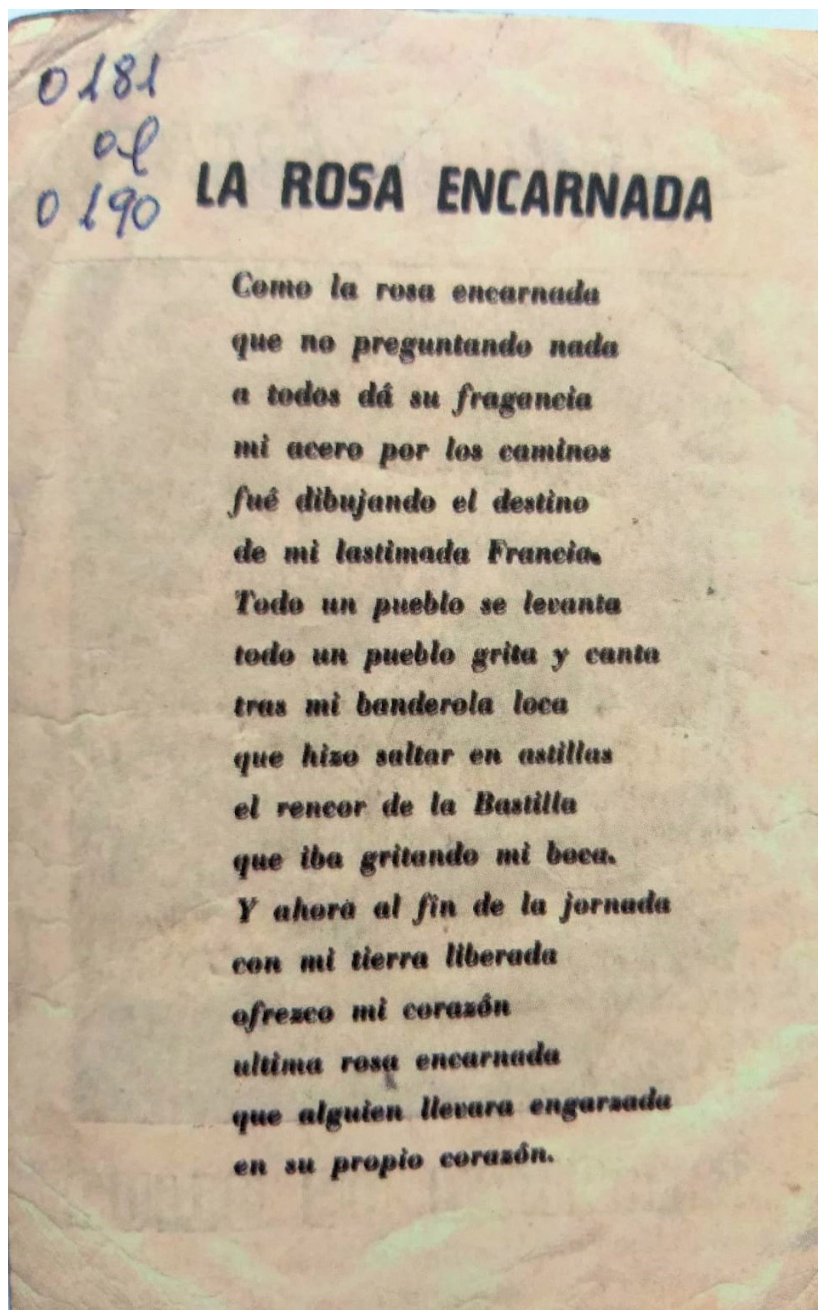 0181
al
0190
LA ROSA ENCARNADA
Como la rosa encarnada
que no preguntando nada
a todos dá su fragancia
mi acero por los caminos
fué dibujando el destino
de mi lastimada Francia.
Todo un pueblo se levanta
todo un pueblo grita y canta
tras mi banderola loca
que hizo saltar en astillas
el rencor de la Bastilla
que iba gritando mi boca.
Y ahora al fin de la jornada
con mi tierra liberada
ofrezco mi corazón
ultima rosa encarnada
que alguien llevara engarzada
en su propio corazón.